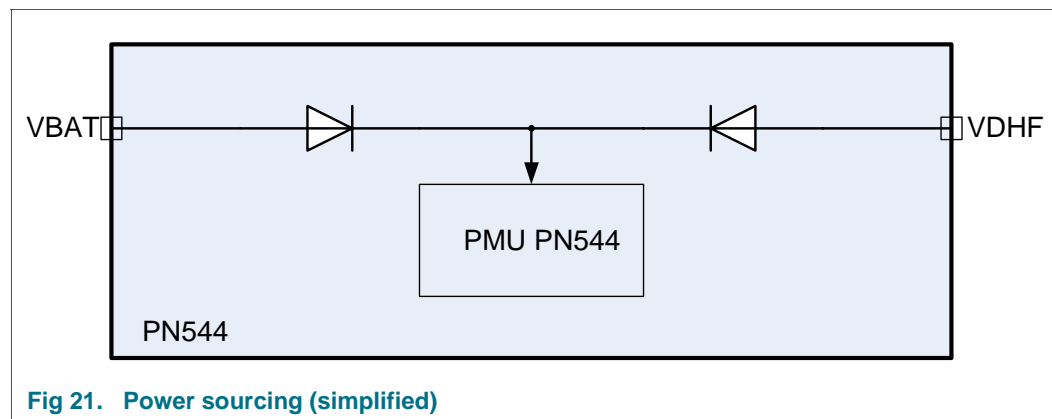 VBAT
VDHF
PMU PN544
PN544
Fig 21. Power sourcing (simplified)